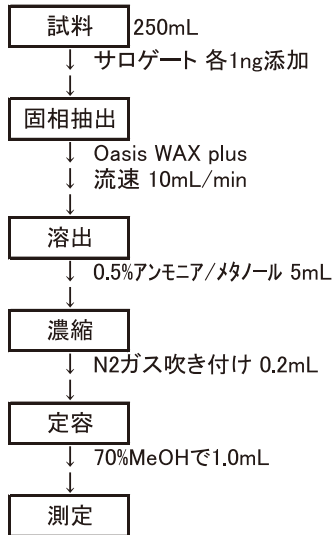 試料 250mL
↓ サロゲート 各1ng添加
↓
固相抽出
↓ Oasis WAX plus
↓ 流速 10mL/min
↓
溶出
↓ 0.5%アンモニア/メタノール 5mL
↓
濃縮
↓ N2ガス吹き付け 0.2mL
↓
定容
↓ 70%MeOHで1.0mL
↓
測定